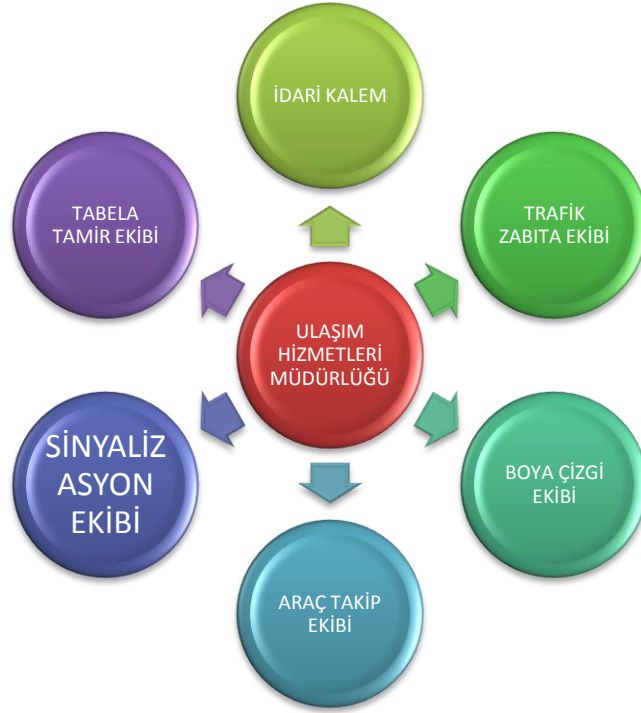 İDARİ KALEM
TABELA
TAMİR EKİBİ
TRAFİK
ZABITA EKİBİ
ULAŞIM
HİZMETLERİ
MÜDÜRLÜĞÜ
SİNYALİZ
ASYON
EKİBİ
BOYA ÇİZGİ
EKİBİ
ARAÇ TAKİP
EKİBİ